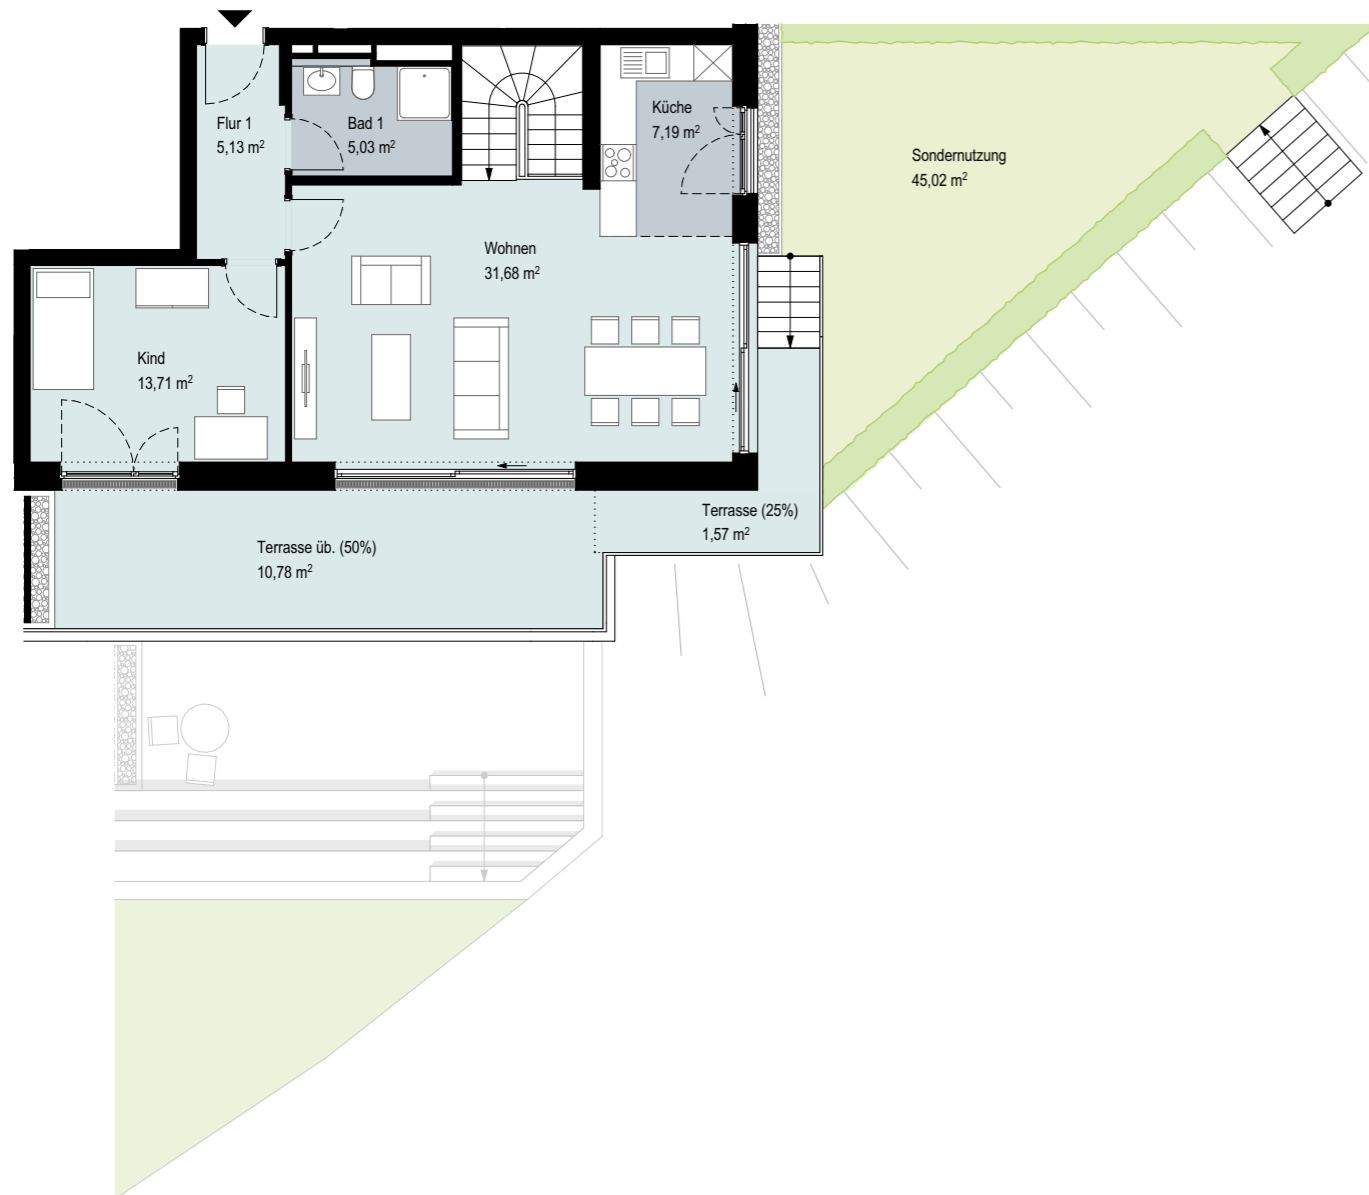 Flur 1
5,13 m²
Bad 1
5,03 m²
Küche
7,19 m²
Sondernutzung
45,02 m²
Wohnen
31,68 m²
Kind
13,71 m²
Terrasse (25%)
1,57 m²
Terrasse üb. (50%)
10,78 m²